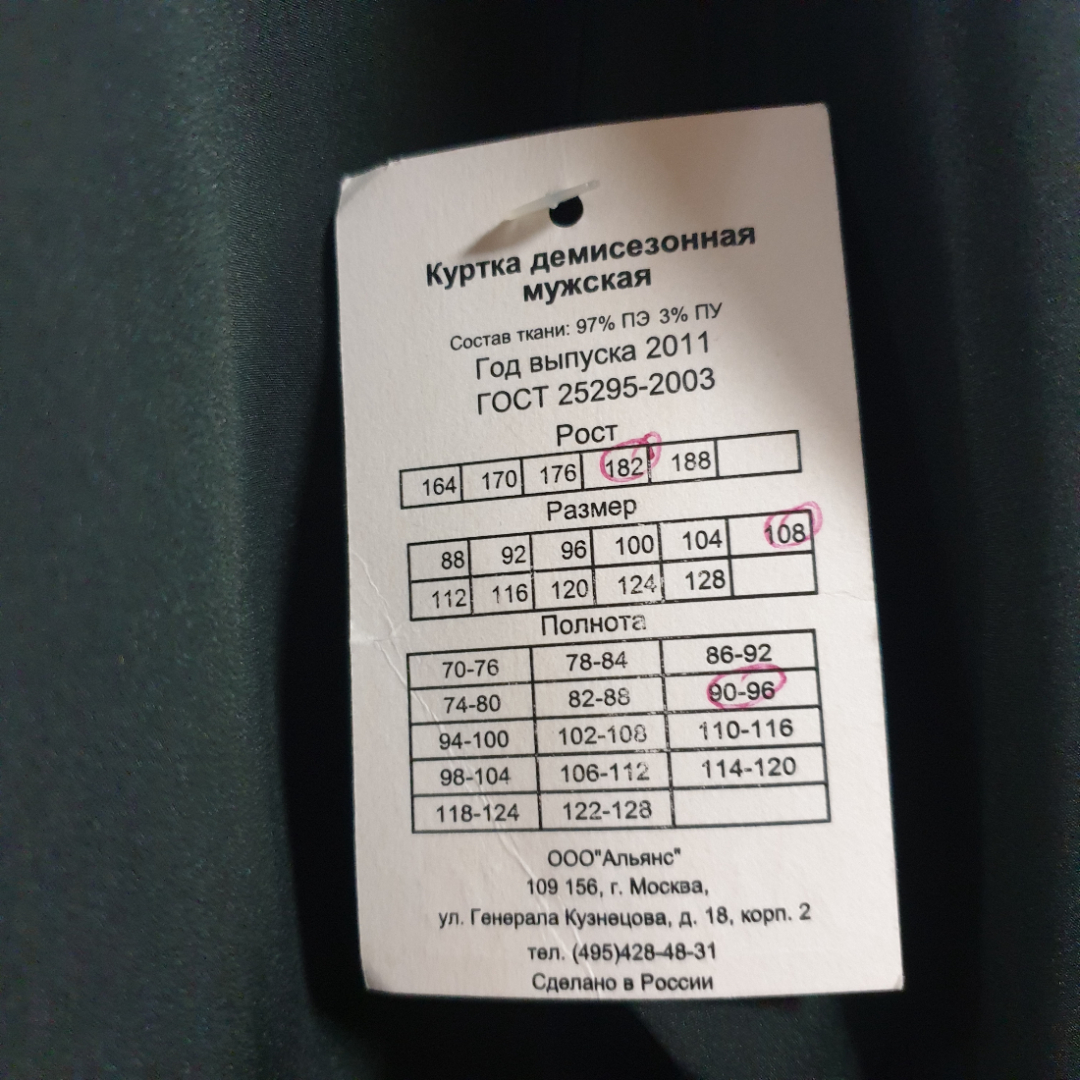 Куртка демисезонная
мужская
Состав ткани: 97% ПЭ 3% ПУ
Год выпуска 2011
ГОСТ 25295-2003
Рост
164 170 176 182 188
Размер
88 92 96 100 104 108
112 116 120 124 128
Полнота
70-76 78-84 86-92
74-80 82-88 90-96
94-100 102-108 110-116
98-104 106-112 114-120
118-124 122-128
ООО"Альянс"
109 156, г. Москва,
ул. Генерала Кузнецова, д. 18, корп. 2
тел. (495)428-48-31
Сделано в России